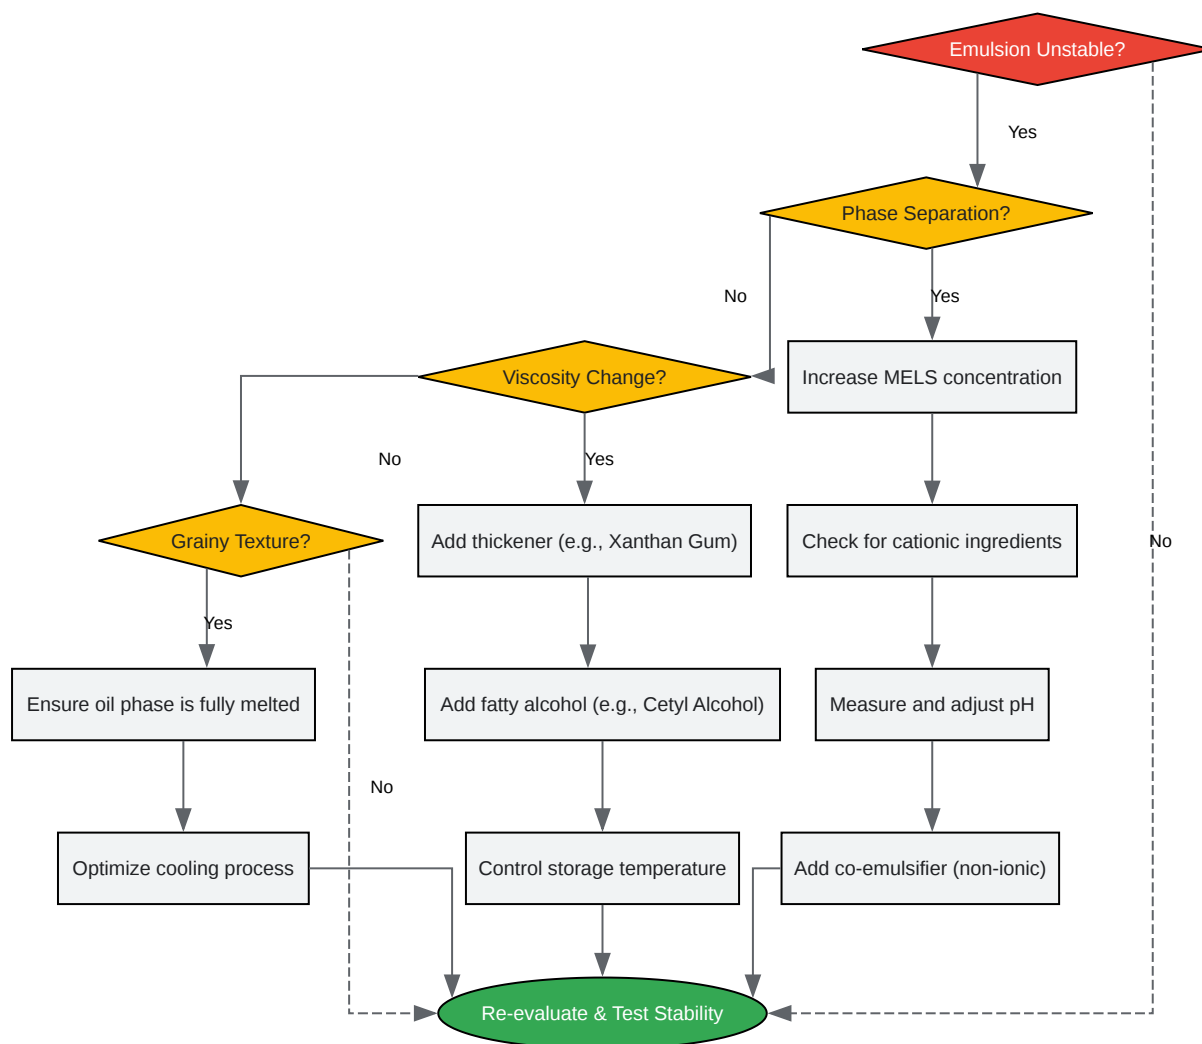 Emulsion Unstable?
Yes
Phase Separation?
No
Yes
Viscosity Change?
Increase MELS concentration
No
Yes
No
Grainy Texture?
Add thickener (e.g., Xanthan Gum)
Check for cationic ingredients
Yes
Ensure oil phase is fully melted
Add fatty alcohol (e.g., Cetyl Alcohol)
Measure and adjust pH
No
Optimize cooling process
Control storage temperature
Add co-emulsifier (non-ionic)
Re-evaluate & Test Stability